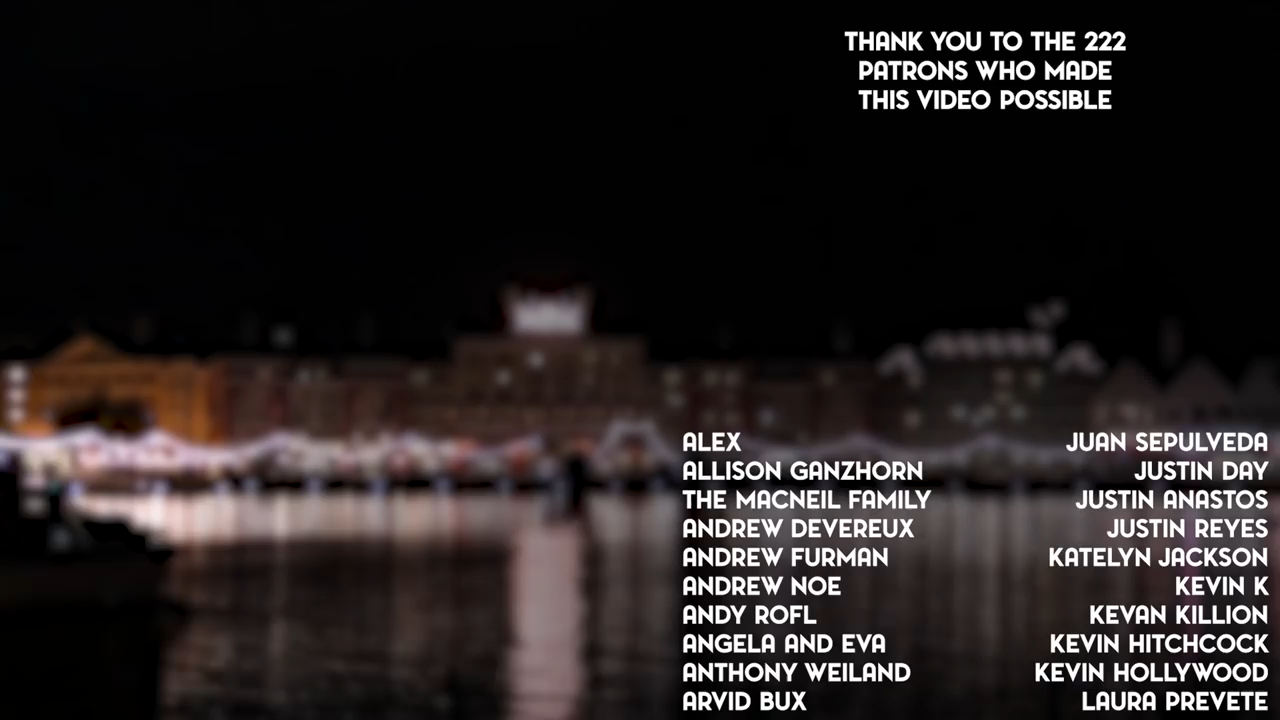 THANK YOU TO THE 222
PATRONS WHO MADE
THIS VIDEO POSSIBLE
ALEX
ALLISON GANZHORN
THE MACNEIL FAMILY
ANDREW DEVEREUX
ANDREW FURMAN
ANDREW NOE
ANDY ROFL
ANGELA AND EVA
ANTHONY WEILAND
ARVID BUX
JUAN SEPULVEDA
JUSTIN DAY
JUSTIN ANASTOS
JUSTIN REYES
KATELYN JACKSON
KEVIN K
KEVAN KILLION
KEVIN HITCHCOCK
KEVIN HOLLYWOOD
LAURA PREVETE